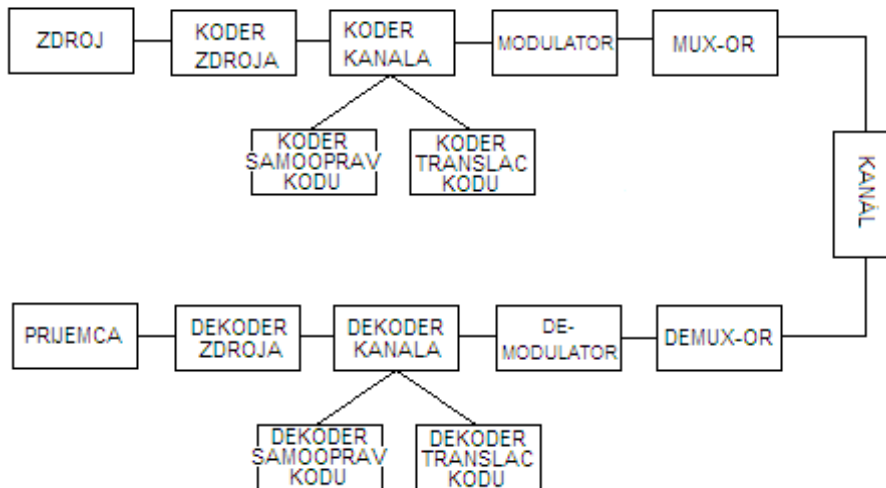 ZDROJ
KODER
ZDROJA
KODER
KANALA
MODULATOR
MUX-OR
KODER
SAMOOPRAV
KODU
KODER
TRANSLAC
KODU
KANÁL
PRIJEMCA
DEKODER
ZDROJA
DEKODER
KANALA
DE-
MODULATOR
DEMUX-OR
DEKODER
SAMOOPRAV
KODU
DEKODER
TRANSLAC
KODU